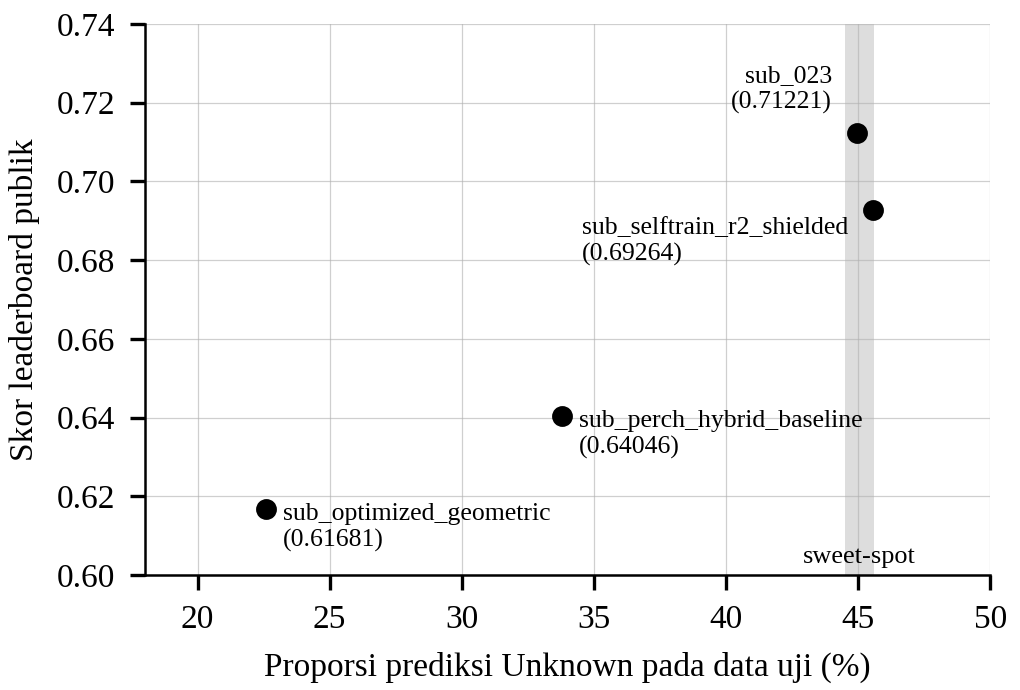 0.74
0.72
0.70
0.68
0.66
0.64
0.62
0.60
Skor leaderboard publik
sub_023
(0.71221)
sub_selftrain_r2_shielded
(0.69264)
sub_perch_hybrid_baseline
(0.64046)
sub_optimized_geometric
(0.61681)
sweet-spot
20 25 30 35 40 45 50
Proporsi prediksi Unknown pada data uji (%)